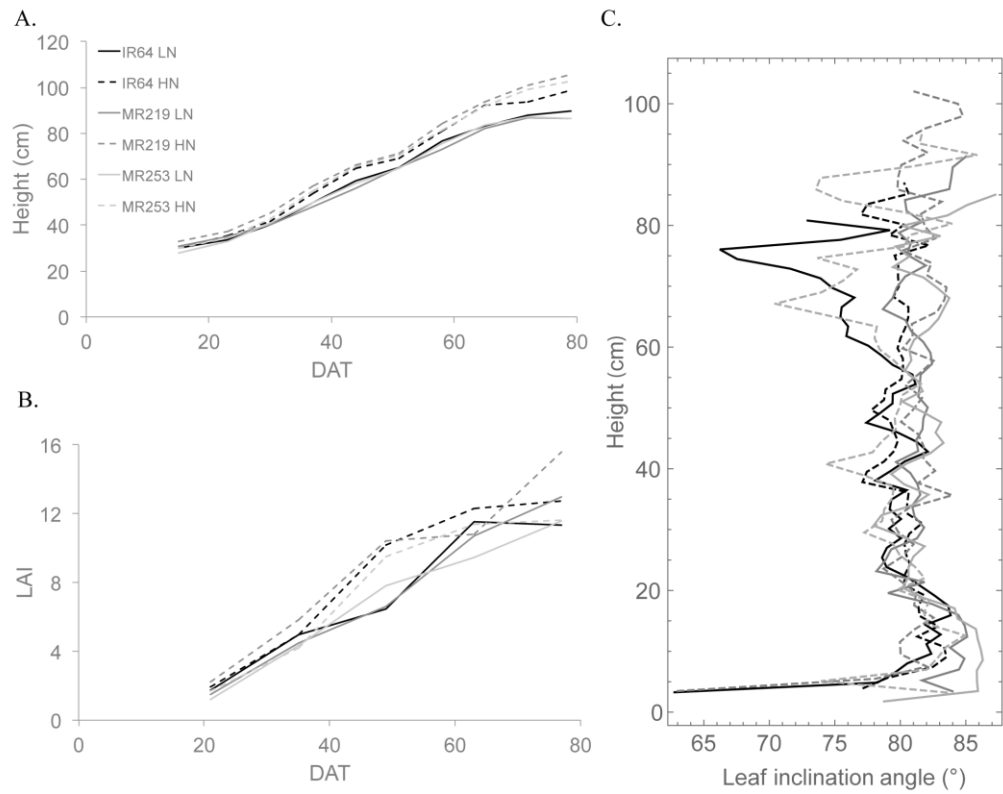 A.
IR64 LN
IR64 HN
MR219 LN
MR219 HN
MR253 LN
MR253 HN
120
100
80
60
40
20
0
Height (cm)
0 20 40 60 80
DAT
B.
16
12
8
4
0
LAI
0 20 40 60 80
DAT
C.
100
80
60
40
20
0
Height (cm)
65 70 75 80 85
Leaf inclination angle (°)